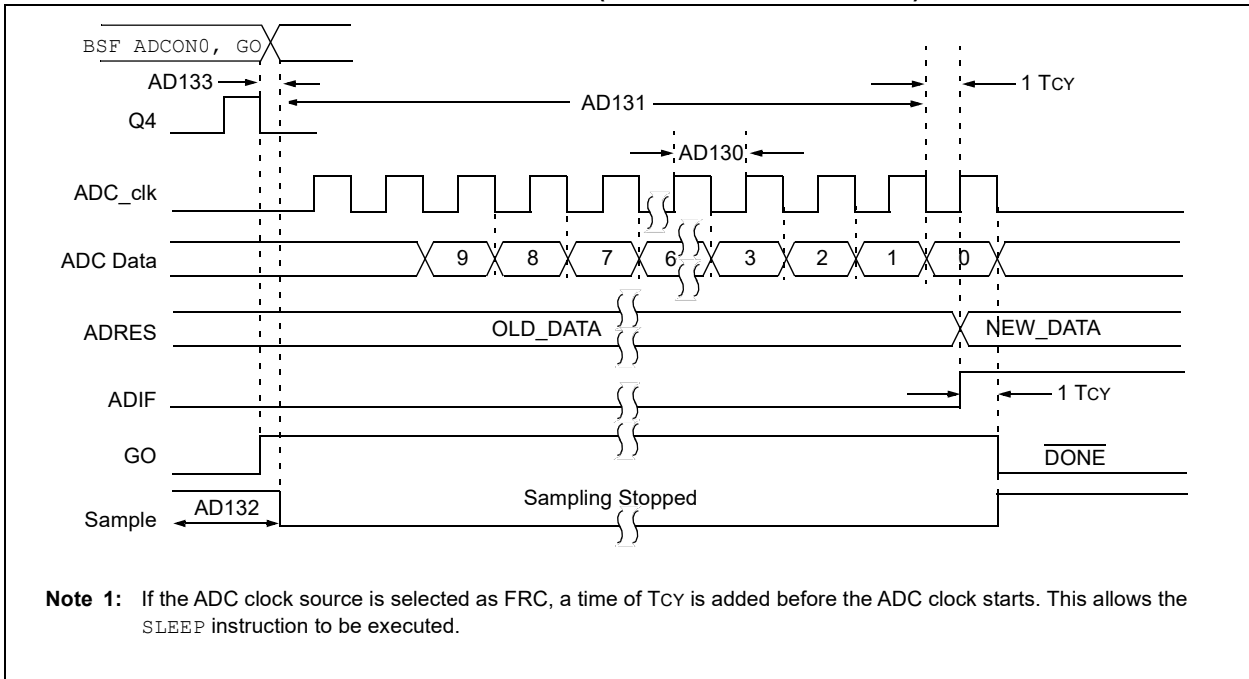 BSF ADCON0, GO
AD133
1 TCY
AD131
Q4
AD130
ADC_clk
ADC Data
9 8 7 6 3 2 1 0
ADRES
OLD_DATA
NEW_DATA
ADIF
1 TCY
GO
DONE
AD132
Sampling Stopped
Sample
Note 1: If the ADC clock source is selected as FRC, a time of TCY is added before the ADC clock starts. This allows the
SLEEP instruction to be executed.